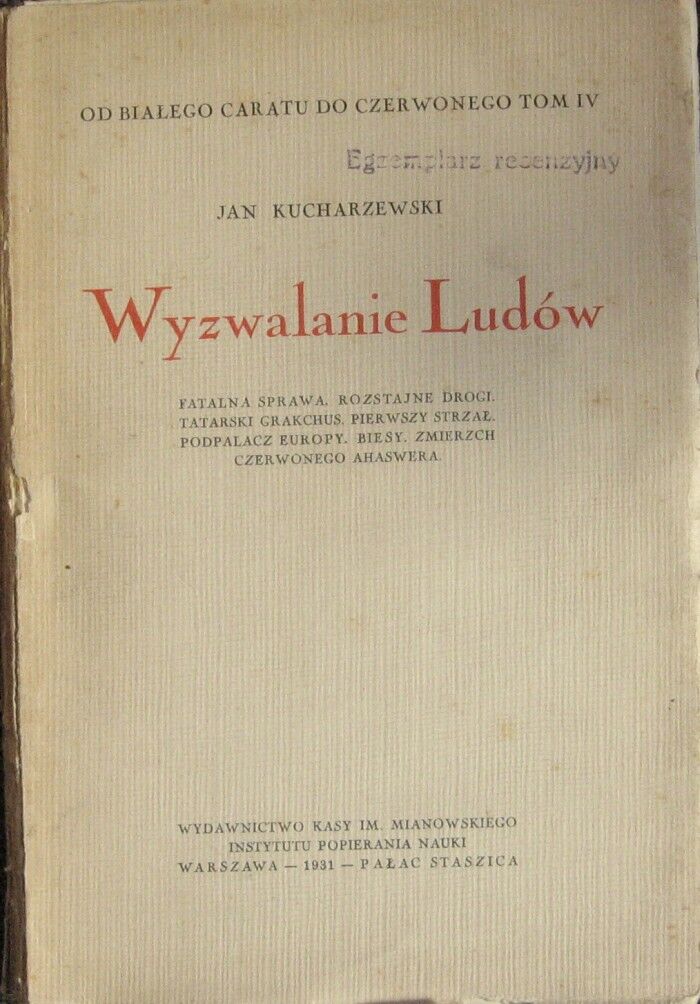 OD BIAŁEGO CARATU DO CZERWONEGO TOM IV
Egzemplarz recenzyjny
JAN KUCHARZEWSKI
Wyzwalanie Ludów
FATALNA SPRAWA. ROZSTAJNE DROGI.
TATARSKI GRAKCHUS. PIERWSZY STRZAŁ.
PODPALACZ EUROPY. BIESY. ZMIERZCH
CZERWONEGO AHASWERA.
WYDAWNICTWO KASY IM. MIANOWSKIEGO
INSTYTUTU POPIERANIA NAUKI
WARSZAWA — 1931 — PAŁAC STASZICA